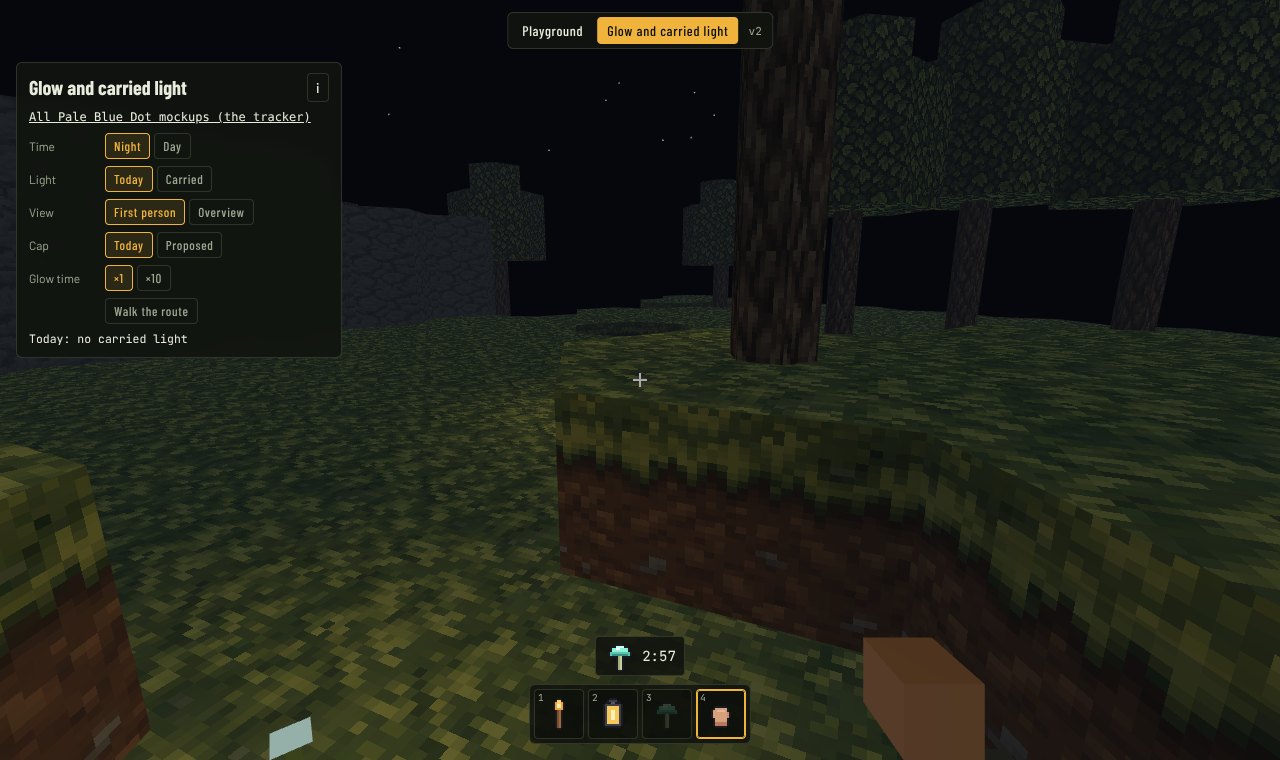 Playground Glow and carried light v2
Glow and carried light i
All Pale Blue Dot mockups (the tracker)
Time Night Day
Light Today Carried
View First person Overview
Cap Today Proposed
Glow time ×1 ×10
Walk the route
Today: no carried light
2:57
1 2 3 4